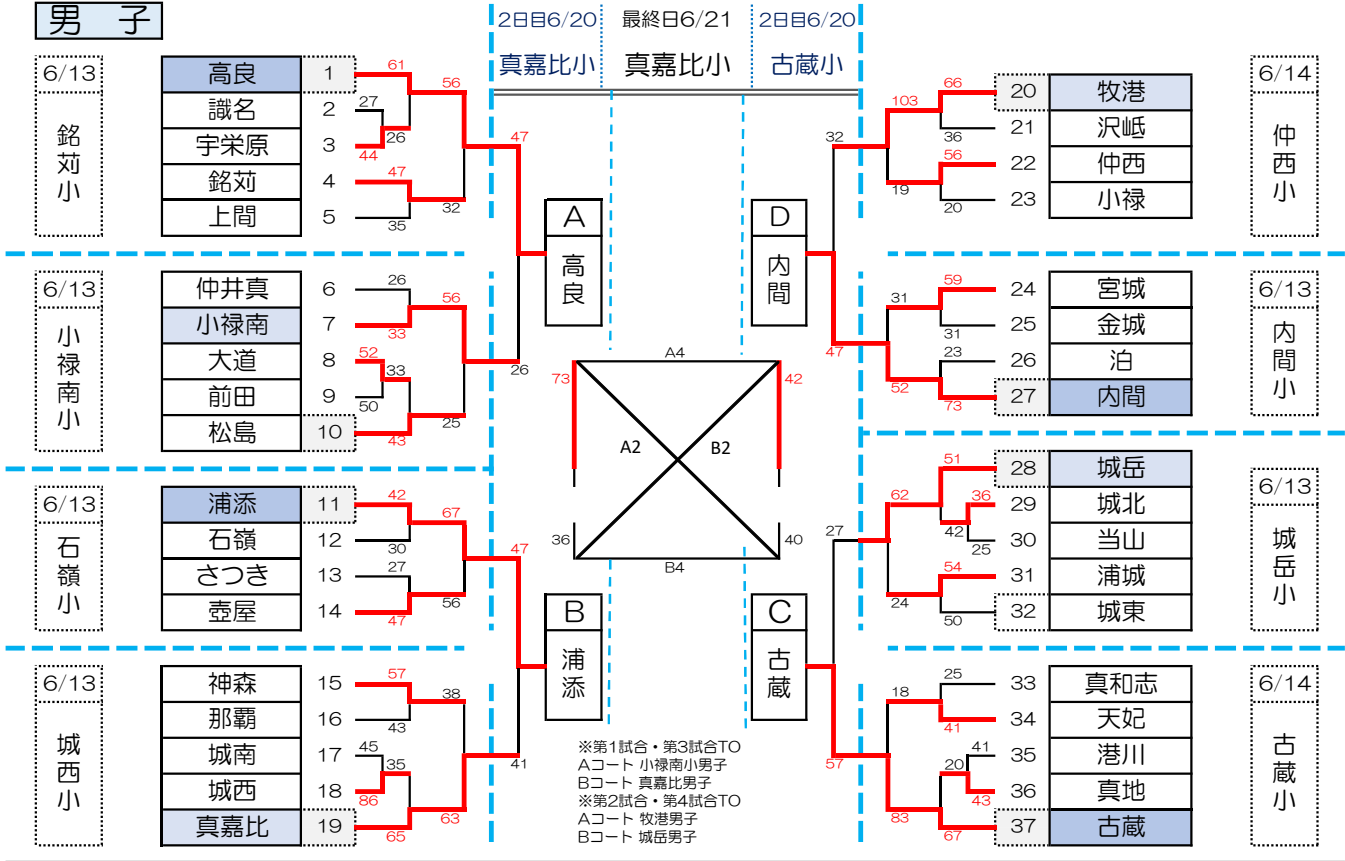 男 子
2日目6/20 最終日6/21 2日目6/20
真嘉比小 真嘉比小 古蔵小
6/13
銘苅小
高良 1
識名 2
宇栄原 3
銘苅 4
上間 5
61
27
44
26
47
35
56
32
47
6/13
小禄南小
仲井真 6
小禄南 7
大道 8
前田 9
松島 10
26
33
52
50
33
43
56
25
26
A
高良
6/13
石嶺小
浦添 11
石嶺 12
さつき 13
壺屋 14
42
30
27
47
67
56
47
6/13
城西小
神森 15
那覇 16
城南 17
城西 18
真嘉比 19
57
43
45
86
35
65
38
63
41
B
浦添
A4
73
42
A2
B2
36
40
B4
※第1試合・第3試合TO
Aコート 小禄南小男子
Bコート 真嘉比男子
※第2試合・第4試合TO
Aコート 牧港男子
Bコート 城岳男子
D
内間
6/14
仲西小
20 牧港
21 沢岻
22 仲西
23 小禄
66
36
56
20
103
19
32
6/13
内間小
24 宮城
25 金城
26 泊
27 内間
59
31
23
73
31
52
47
C
古蔵
6/13
城岳小
28 城岳
29 城北
30 当山
31 浦城
32 城東
51
36
25
42
54
50
62
24
27
6/14
古蔵小
33 真和志
34 天妃
35 港川
36 真地
37 古蔵
25
41
41
43
20
67
18
83
57